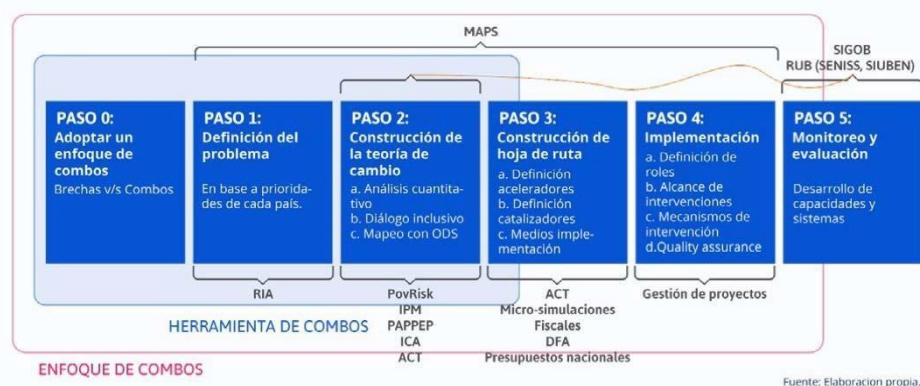 MAPS
SIGOB
RUB (SENISS, SIUBEN)
PASO 0:
Adoptar un
enfoque de
combos
Brechas v/s Combos
PASO 1:
Definición del
problema
En base a priorida-
des de cada país.
PASO 2:
Construcción de
la teoría de
cambio
a. Análisis cuantita-
tivo
b. Diálogo inclusivo
c. Mapeo con ODS
PASO 3:
Construcción de
hoja de ruta
a. Definición
aceleradores
b. Definición
catalizadores
c. Medios imple-
mentación
PASO 4:
Implementación
a. Definición de
roles
b. Alcance de
intervenciones
c. Mecanismos de
intervención
d.Quality assurance
PASO 5:
Monitoreo y
evaluación
Desarrollo de
capacidades y
sistemas
RIA
PovRisk
IPM
PAPPEP
ICA
ACT
ACT
Micro-simulaciones
Fiscales
DFA
Presupuestos nacionales
Gestión de proyectos
HERRAMIENTA DE COMBOS
ENFOQUE DE COMBOS
Fuente: Elaboracion propia.